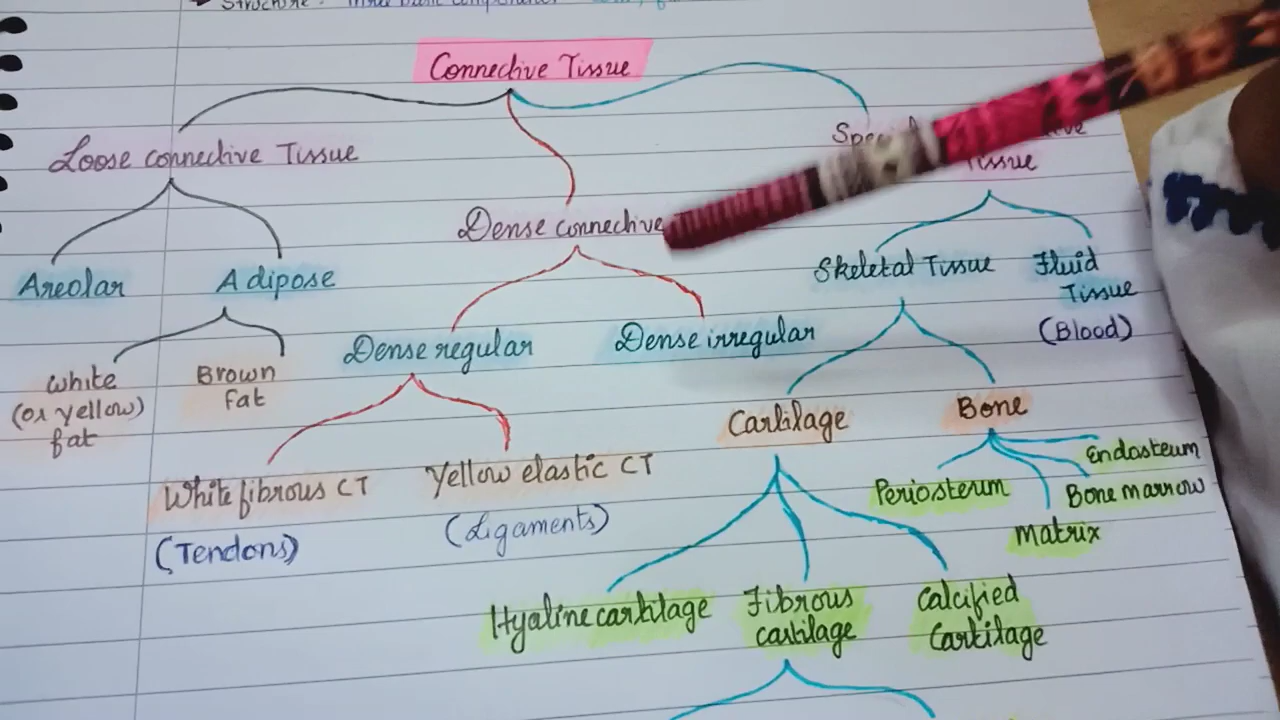 Structure :
Connective Tissue
Loose connective Tissue
Dense connective
Tissue
Areolar
Adipose
White
(or yellow)
fat
Brown
fat
Dense regular
Dense irregular
White fibrous CT
(Tendons)
Yellow elastic CT
(Ligaments)
Skeletal Tissue
Fluid
Tissue
(Blood)
Cartilage
Bone
Periosterum
Matrix
Bone marrow
Endosteum
Hyaline cartilage
Fibrous
cartilage
Calcified
Cartilage